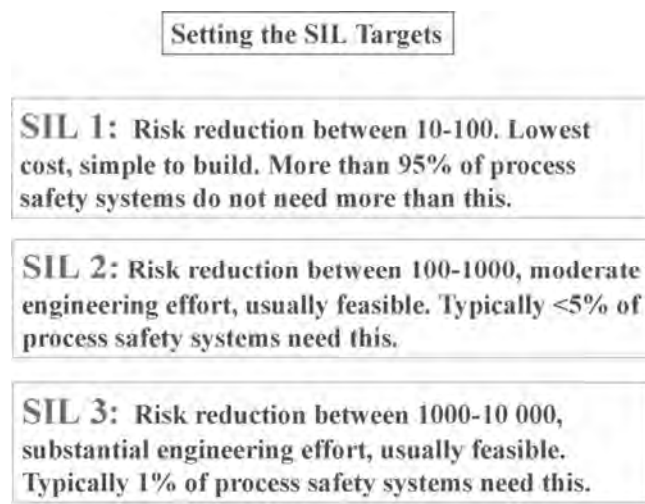 Setting the SIL Targets
SIL 1: Risk reduction between 10-100. Lowest
cost, simple to build. More than 95% of process
safety systems do not need more than this.
SIL 2: Risk reduction between 100-1000, moderate
engineering effort, usually feasible. Typically <5% of
process safety systems need this.
SIL 3: Risk reduction between 1000-10 000,
substantial engineering effort, usually feasible.
Typically 1% of process safety systems need this.